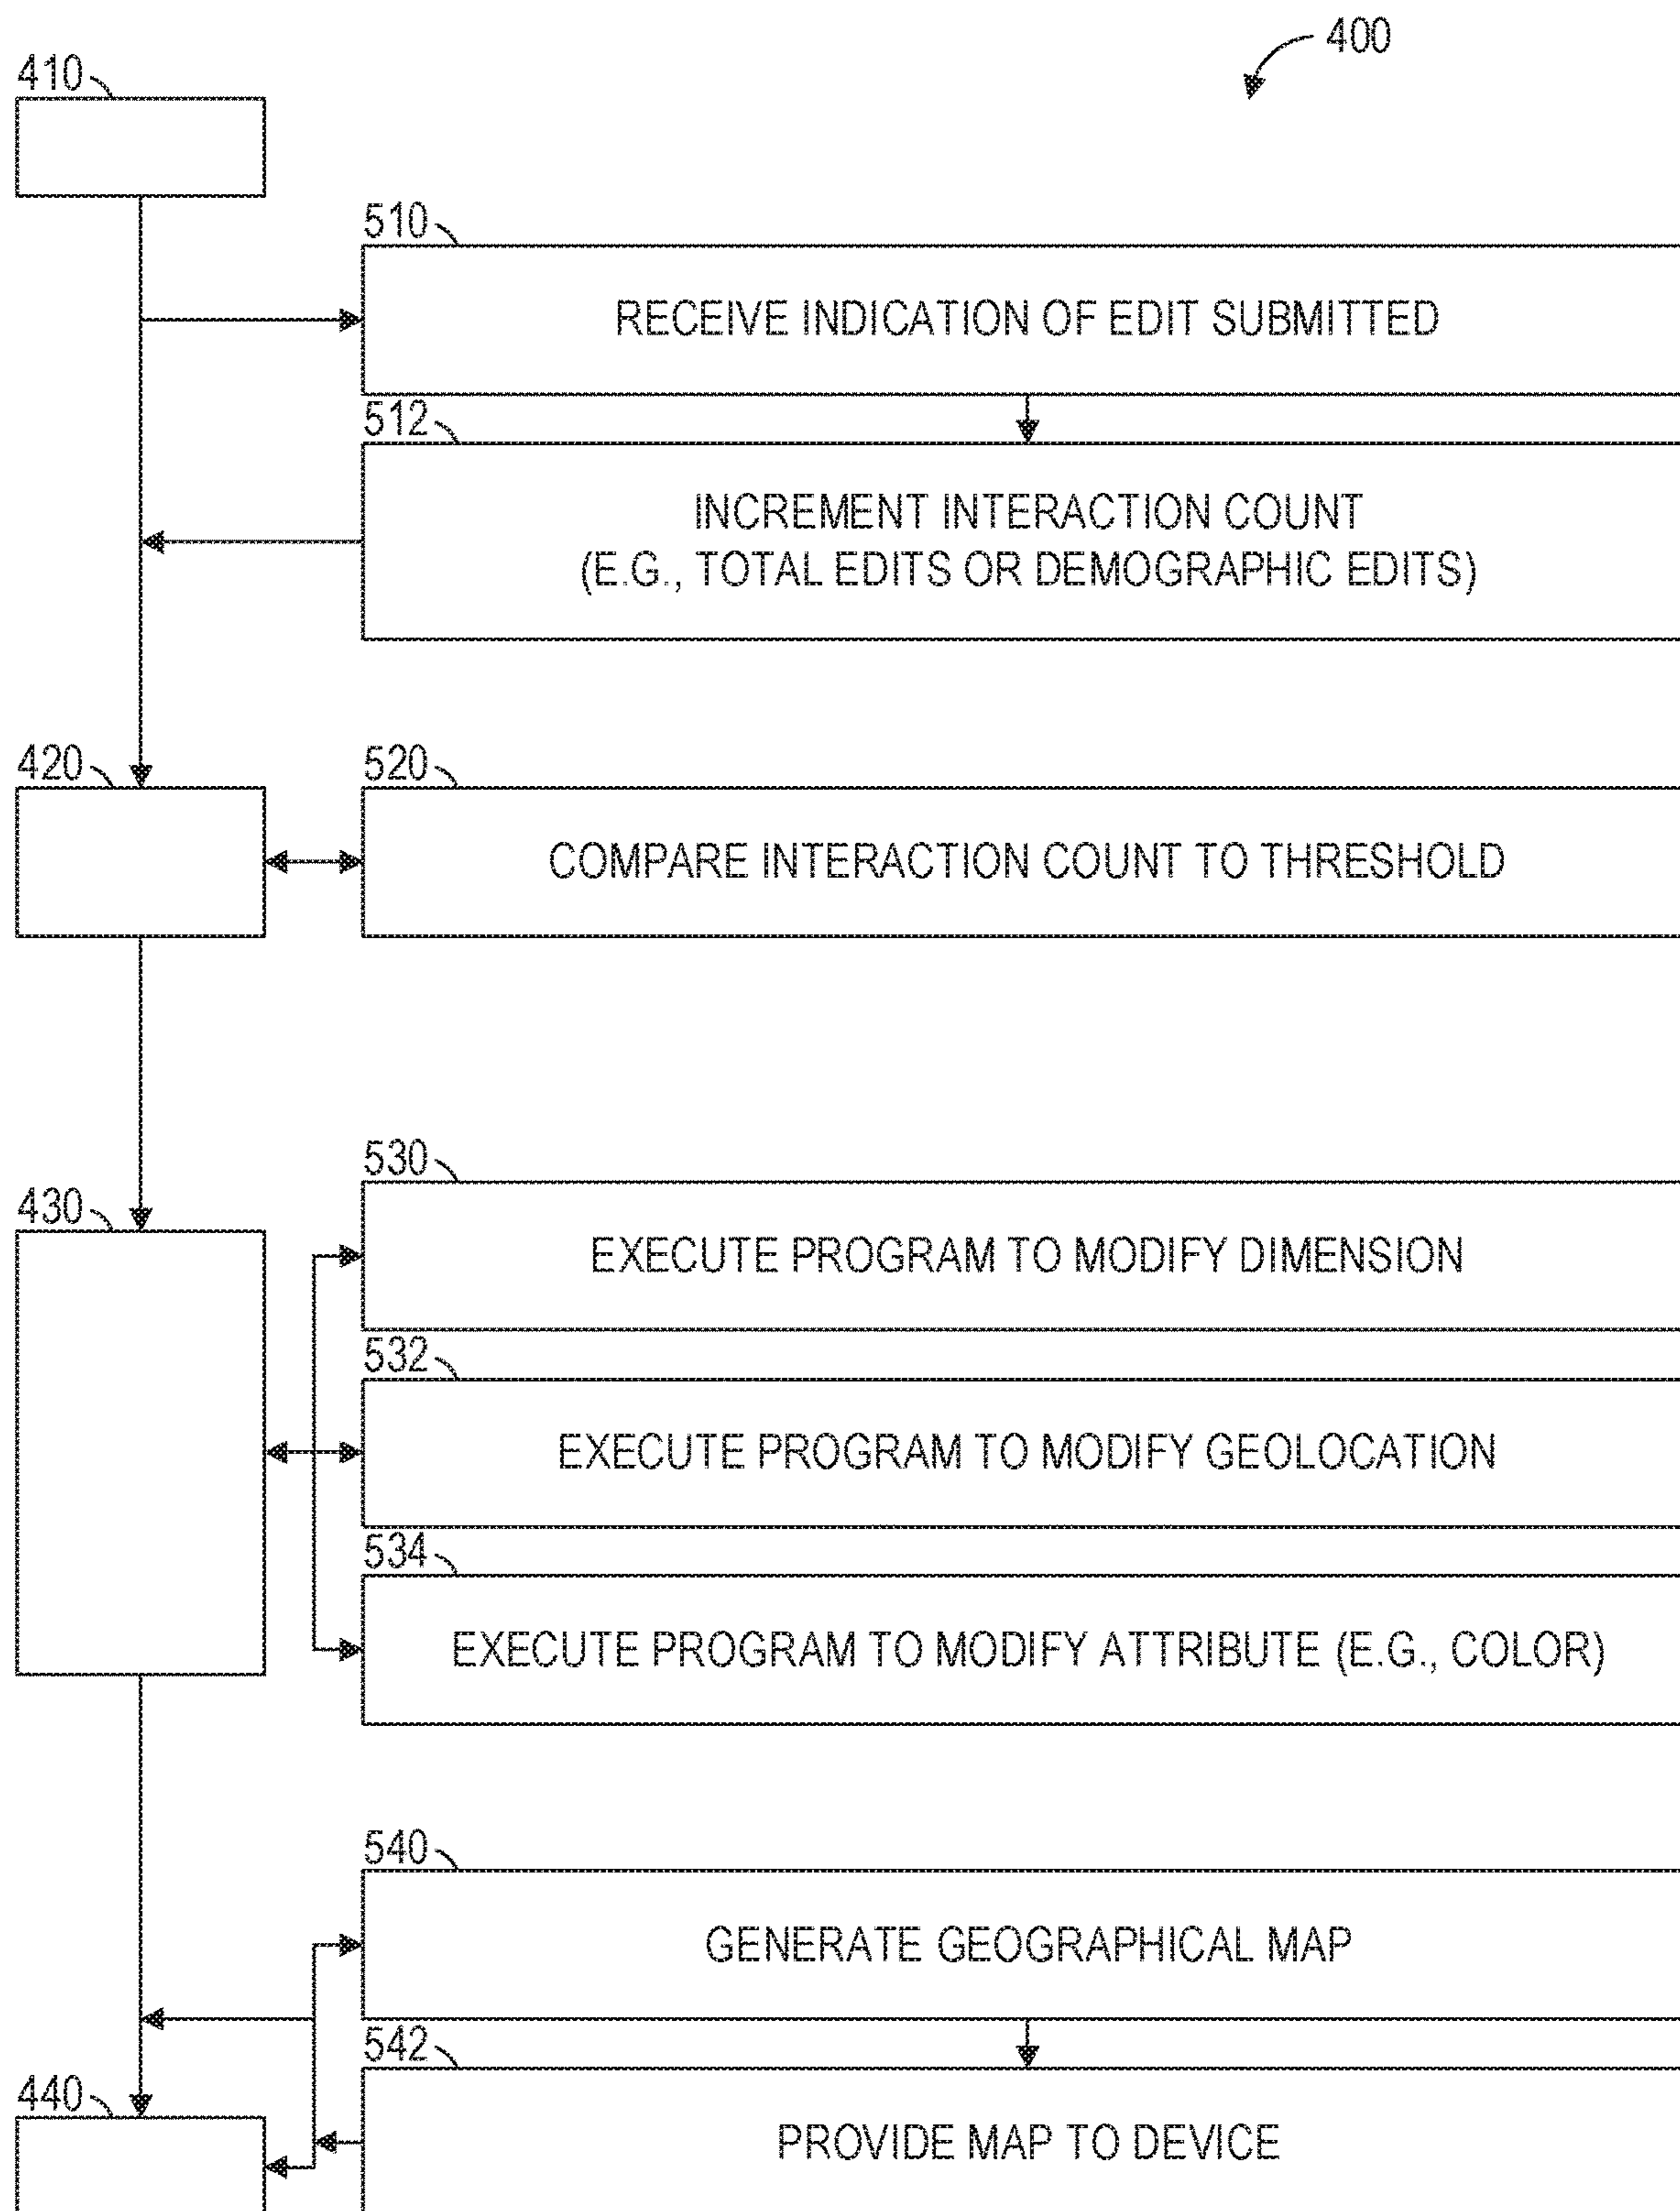 400
410
510
RECEIVE INDICATION OF EDIT SUBMITTED
512
INCREMENT INTERACTION COUNT
(E.G., TOTAL EDITS OR DEMOGRAPHIC EDITS)
420
520
COMPARE INTERACTION COUNT TO THRESHOLD
530
430
EXECUTE PROGRAM TO MODIFY DIMENSION
532
EXECUTE PROGRAM TO MODIFY GEOLOCATION
534
EXECUTE PROGRAM TO MODIFY ATTRIBUTE (E.G., COLOR)
540
GENERATE GEOGRAPHICAL MAP
542
440
PROVIDE MAP TO DEVICE